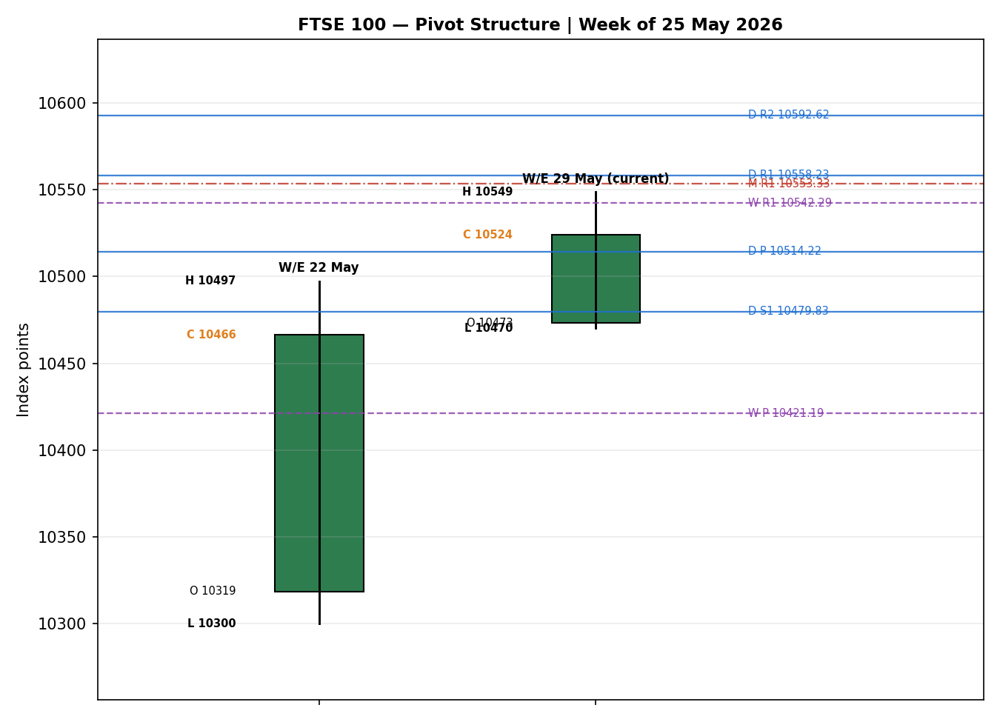 FTSE 100 — Pivot Structure | Week of 25 May 2026
Index points
10600
10550
10500
10450
10400
10350
10300
D R2 10592.62
D R1 10558.23
M R1 10553.33
W R1 10542.29
D P 10514.22
D S1 10479.83
W P 10421.19
W/E 22 May
H 10497
C 10466
O 10319
L 10300
W/E 29 May (current)
H 10549
C 10524
O 10473
L 10470